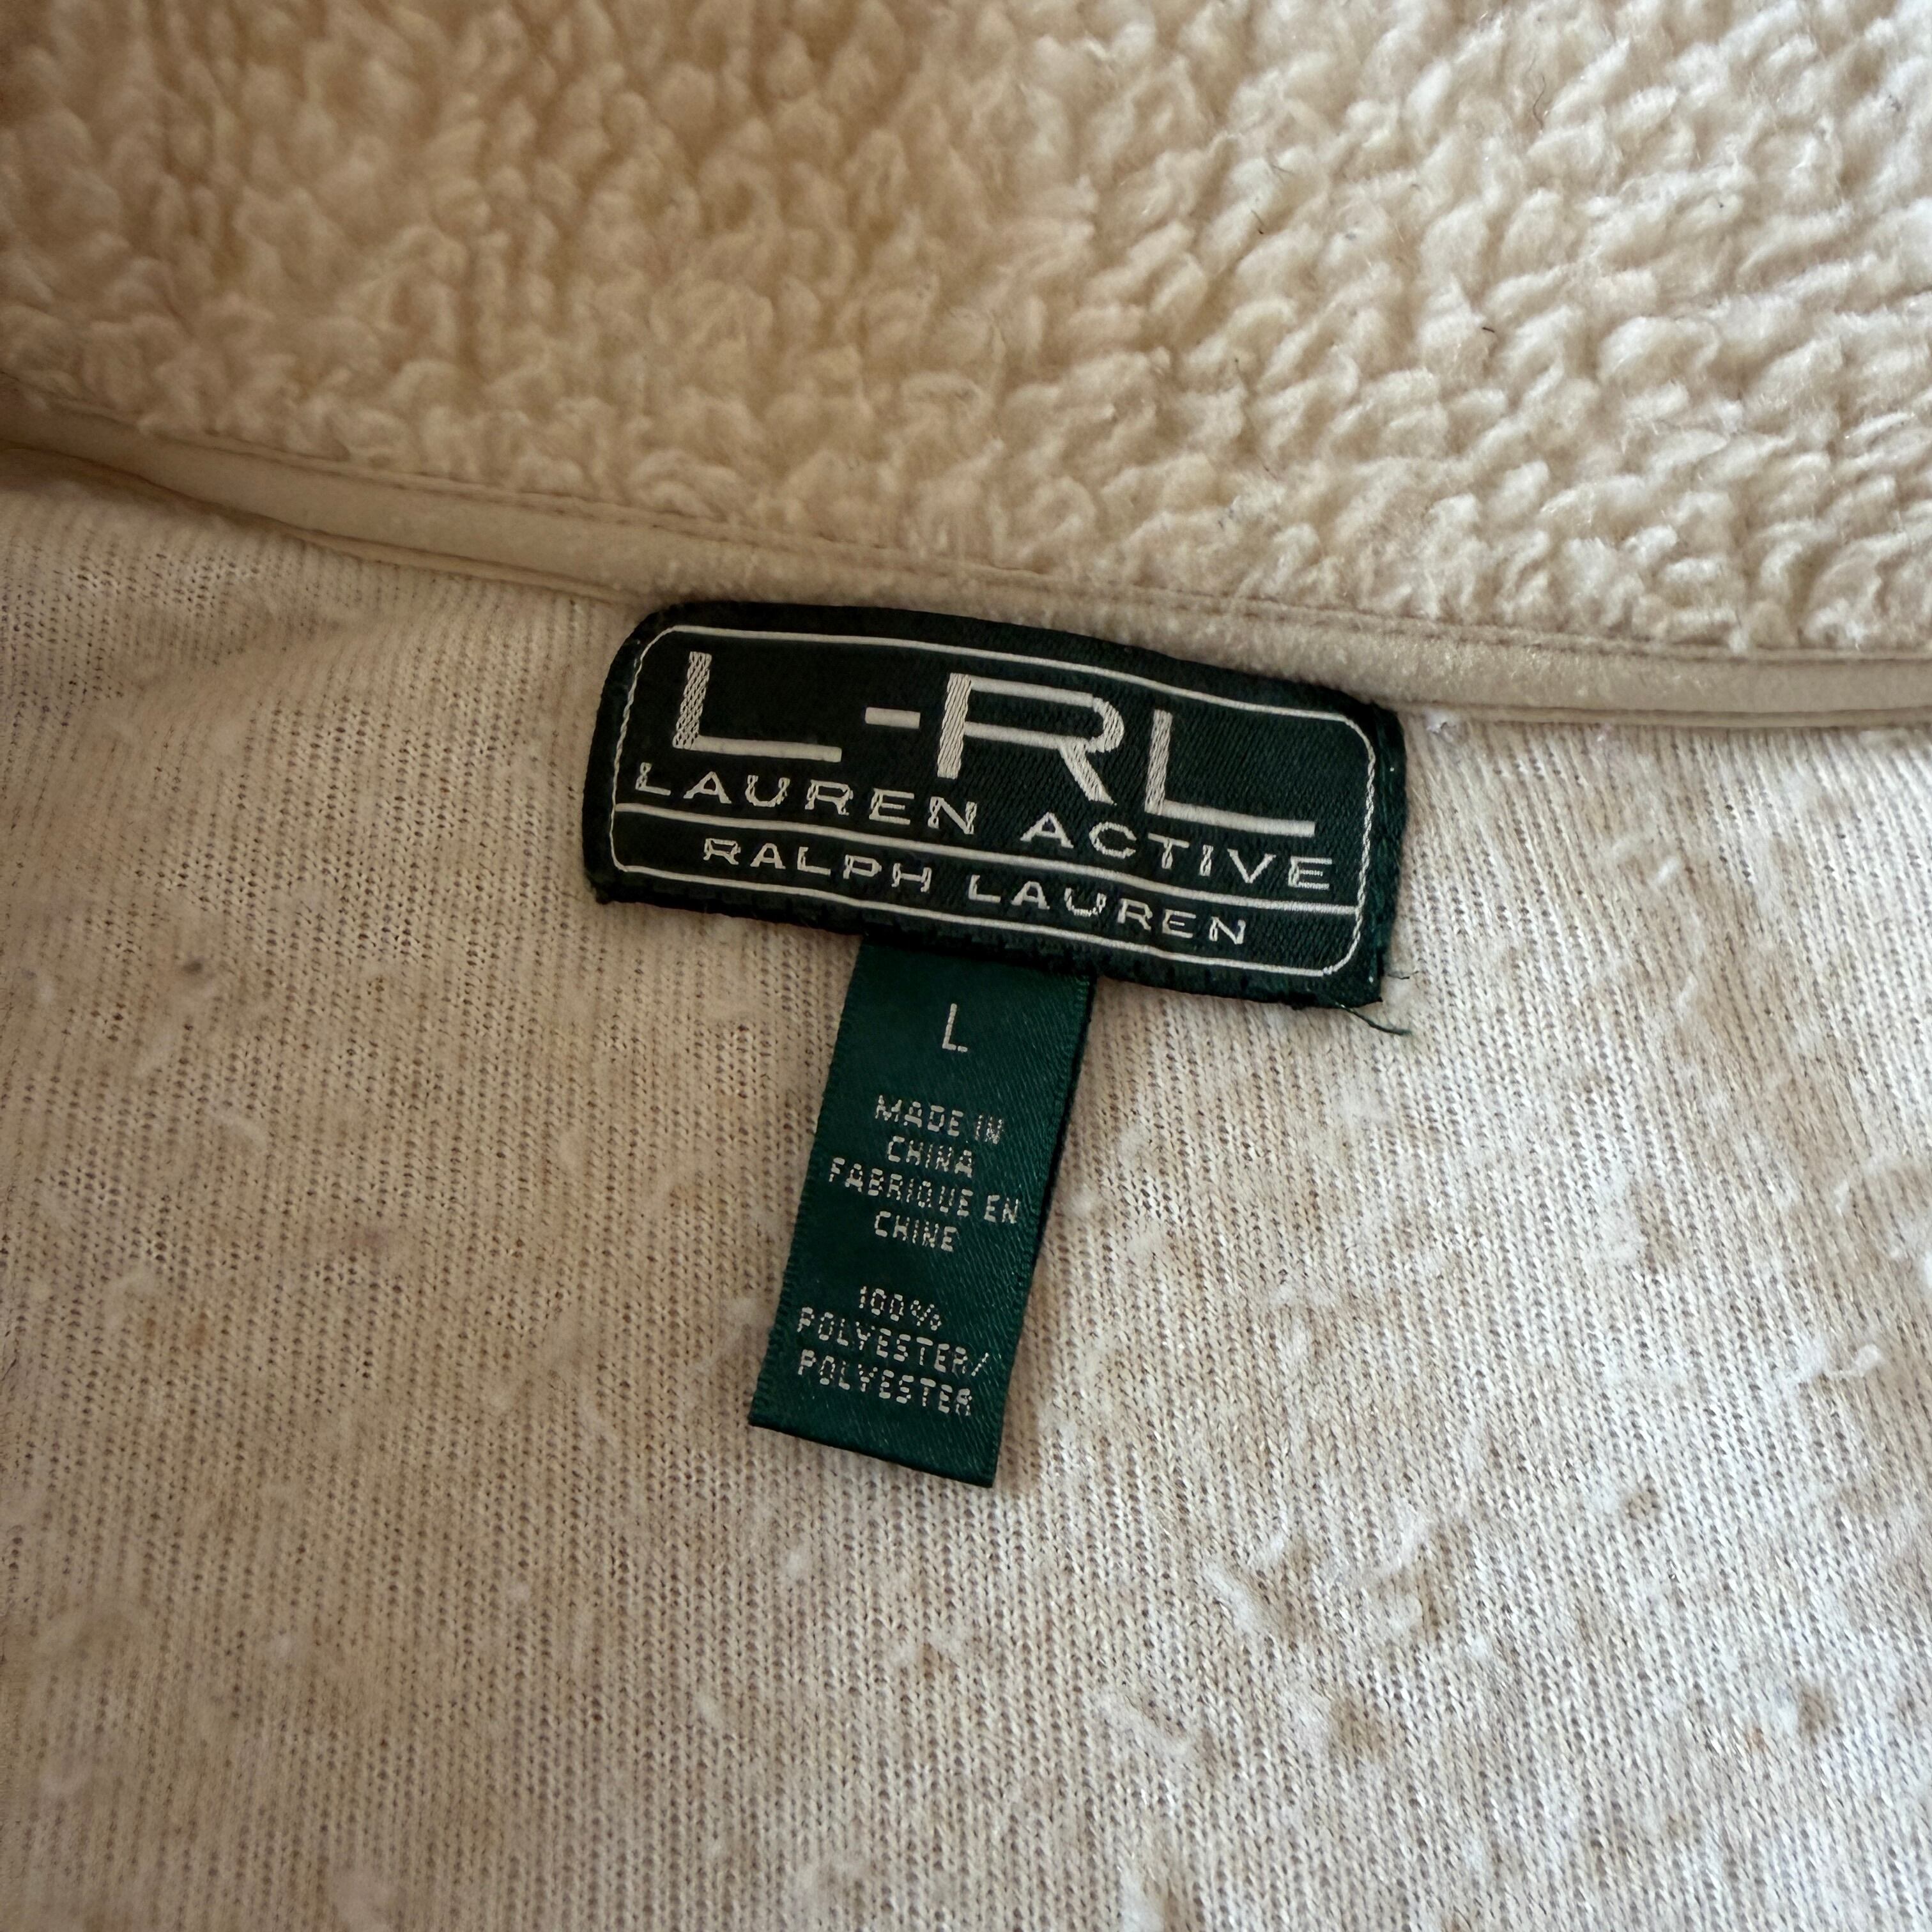 L-RL
LAUREN ACTIVE
RALPH LAUREN
L
MADE IN
CHINA
FABRIQUE EN
CHINE
100%
POLYESTER/
POLYESTER